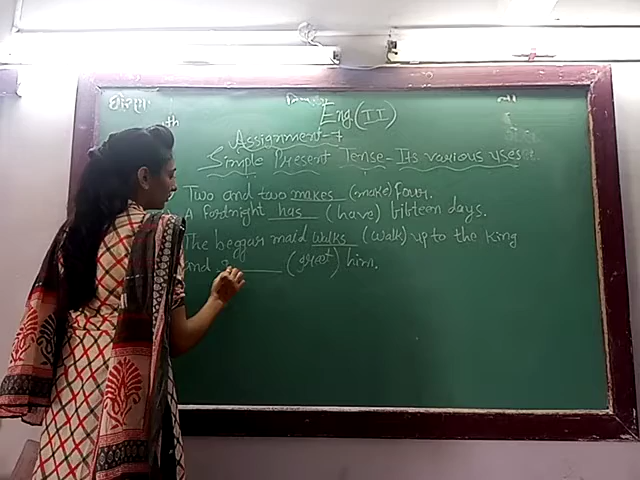 Eng (II)
Assignment-7
Simple Present Tense - Its various uses
Two and two makes (make) four.
A fortnight has (have) fifteen days.
The beggar maid walks (walk) up to the King
and g (greet) him.